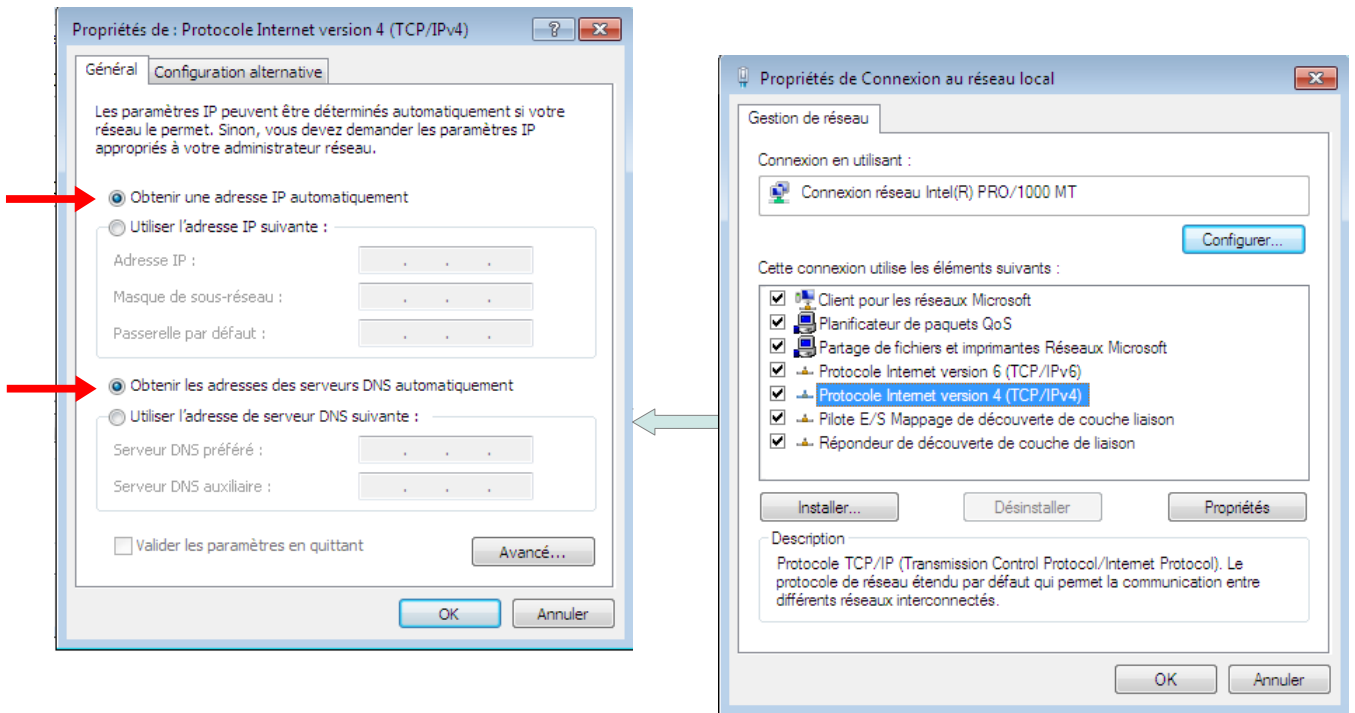 Propriétés de : Protocole Internet version 4 (TCP/IPv4)
Général
Configuration alternative
Les paramètres IP peuvent être déterminés automatiquement si votre
réseau le permet. Sinon, vous devez demander les paramètres IP
appropriés à votre administrateur réseau.
Obtenir une adresse IP automatiquement
Utiliser l'adresse IP suivante :
Adresse IP :
Masque de sous-réseau :
Passerelle par défaut :
Obtenir les adresses des serveurs DNS automatiquement
Utiliser l'adresse de serveur DNS suivante :
Serveur DNS préféré :
Serveur DNS auxiliaire :
Valider les paramètres en quittant
Avancé...
OK
Annuler
Propriétés de Connexion au réseau local
Gestion de réseau
Connexion en utilisant :
Connexion réseau Intel(R) PRO/1000 MT
Configurer...
Cette connexion utilise les éléments suivants :
Client pour les réseaux Microsoft
Planificateur de paquets QoS
Partage de fichiers et imprimantes Réseaux Microsoft
Protocole Internet version 6 (TCP/IPv6)
Protocole Internet version 4 (TCP/IPv4)
Pilote E/S Mappage de découverte de couche liaison
Répondeur de découverte de couche de liaison
Installer...
Désinstaller
Propriétés
Description
Protocole TCP/IP (Transmission Control Protocol/Internet Protocol). Le
protocole de réseau étendu par défaut qui permet la communication entre
différents réseaux interconnectés.
OK
Annuler